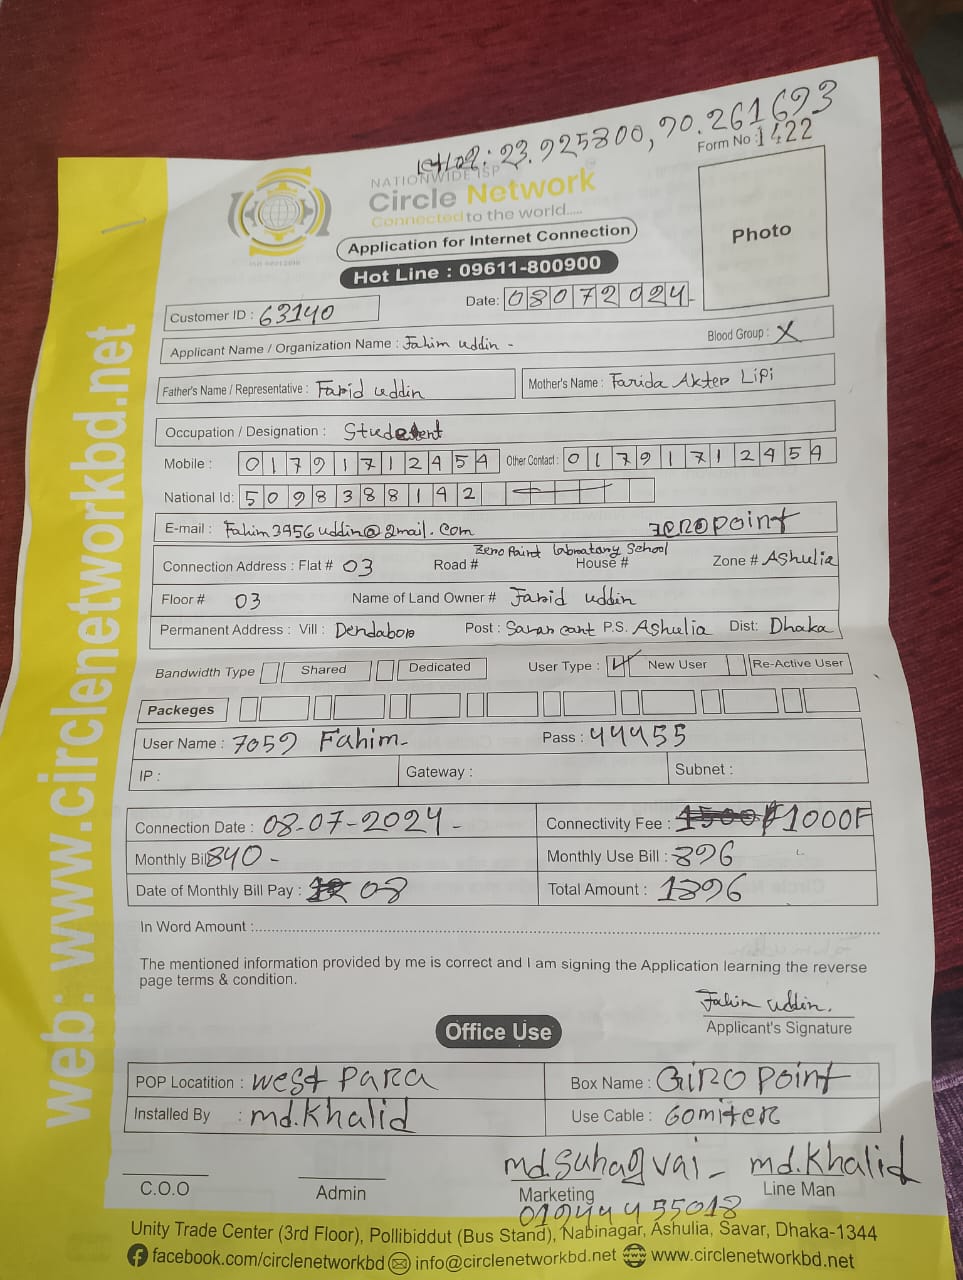 23.925800, 90.261693
Form No : 1422
NATIONWIDE ISP
Circle Network
Connected to the world.....
Application for Internet Connection
Hot Line : 09611-800900
Photo
Customer ID : 63140
Date: 08072024
Applicant Name / Organization Name : Fahim uddin -
Blood Group : X
Father's Name / Representative : Farid uddin
Mother's Name : Farida Akter Lipi
Occupation / Designation : Student
Mobile : 01791712454 Other Contact : 01791712454
National Id: 5098388142
E-mail : Fahim3956uddin@gmail.com zero point
Zero Point labratary School
Connection Address : Flat # 03 Road # House # Zone # Ashulia
Floor # 03 Name of Land Owner # Farid uddin
Permanent Address : Vill : Dendabor Post : Savar cant P.S. Ashulia Dist: Dhaka
Bandwidth Type Shared Dedicated User Type : New User Re-Active User
Packeges
User Name : 7059 Fahim- Pass : 44455
IP : Gateway : Subnet :
Connection Date : 08-07-2024- Connectivity Fee : 1500 1000F
Monthly Bill 840- Monthly Use Bill : 896
Date of Monthly Bill Pay : 08 Total Amount : 1896
In Word Amount :
The mentioned information provided by me is correct and I am signing the Application learning the reverse
page terms & condition.
Fahim uddin.
Applicant's Signature
Office Use
POP Locatition : west para Box Name : GiRO Point
Installed By : md.khalid Use Cable : 60miter
md.suhag vai - md.khalid
C.O.O Admin Marketing Line Man
Unity Trade Center (3rd Floor), Pollibiddut (Bus Stand), Nabinagar, Ashulia, Savar, Dhaka-1344
facebook.com/circlenetworkbd info@circlenetworkbd.net www.circlenetworkbd.net
web: www.circlenetworkbd.net